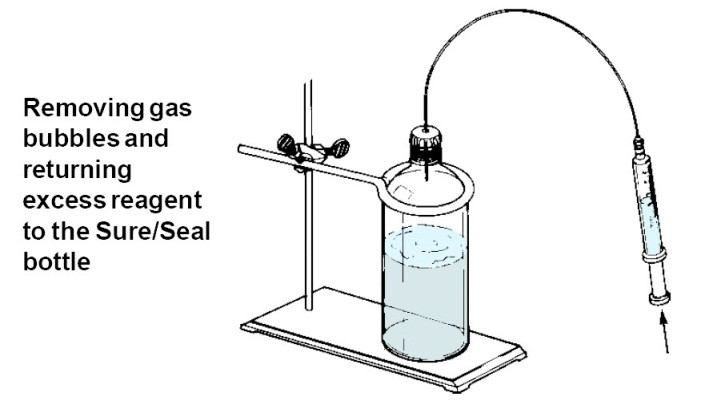 Removing gas
bubbles and
returning
excess reagent
to the Sure/Seal
bottle